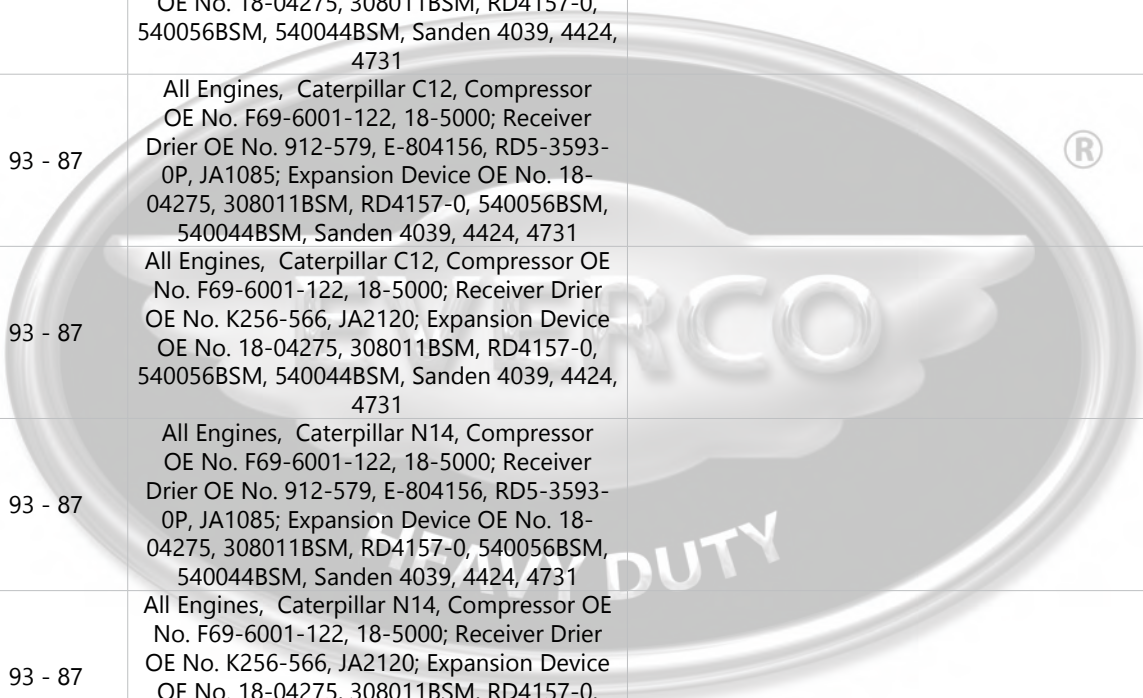 OE No. 18-04275, 308011BSM, RD4157-0,
540056BSM, 540044BSM, Sanden 4039, 4424,
4731
93 - 87
All Engines,  Caterpillar C12, Compressor
OE No. F69-6001-122, 18-5000; Receiver
Drier OE No. 912-579, E-804156, RD5-3593-
0P, JA1085; Expansion Device OE No. 18-
04275, 308011BSM, RD4157-0, 540056BSM,
540044BSM, Sanden 4039, 4424, 4731
93 - 87
All Engines,  Caterpillar C12, Compressor OE
No. F69-6001-122, 18-5000; Receiver Drier
OE No. K256-566, JA2120; Expansion Device
OE No. 18-04275, 308011BSM, RD4157-0,
540056BSM, 540044BSM, Sanden 4039, 4424,
4731
93 - 87
All Engines,  Caterpillar N14, Compressor
OE No. F69-6001-122, 18-5000; Receiver
Drier OE No. 912-579, E-804156, RD5-3593-
0P, JA1085; Expansion Device OE No. 18-
04275, 308011BSM, RD4157-0, 540056BSM,
540044BSM, Sanden 4039, 4424, 4731
93 - 87
All Engines,  Caterpillar N14, Compressor OE
No. F69-6001-122, 18-5000; Receiver Drier
OE No. K256-566, JA2120; Expansion Device
OE No. 18-04275, 308011BSM, RD4157-0,
®
EVERCO
HEAVY DUTY